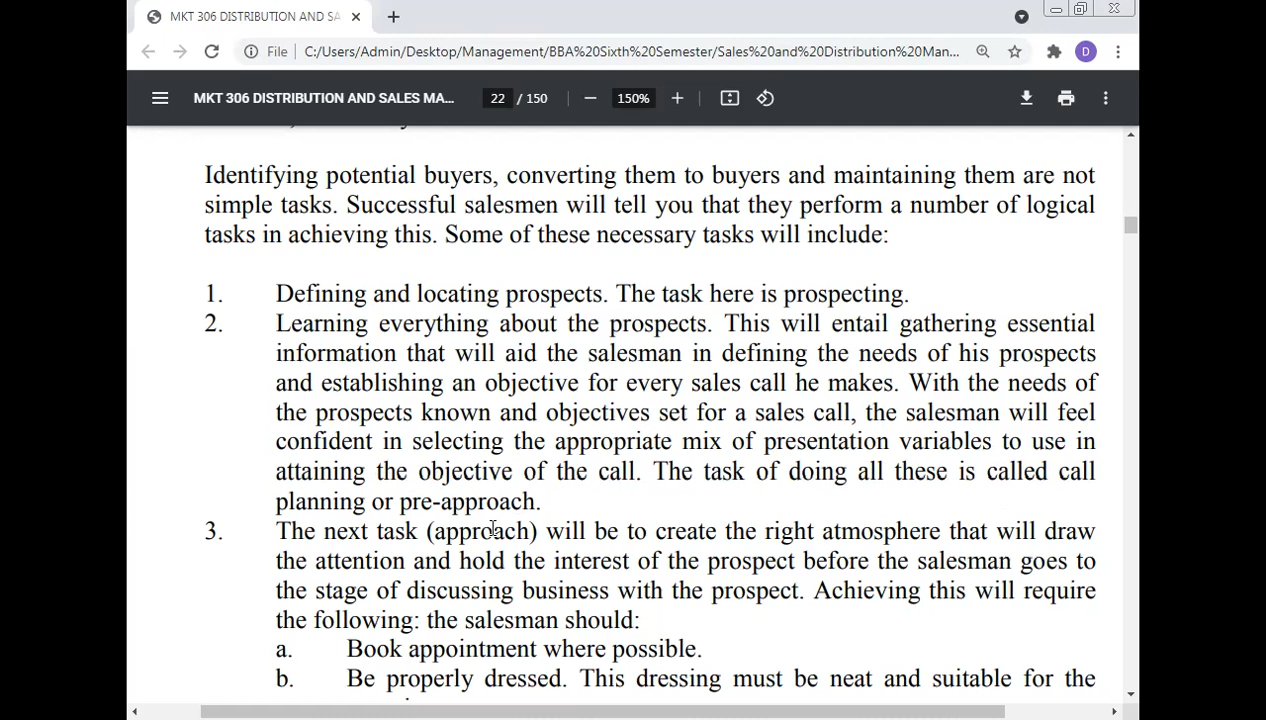 MKT 306 DISTRIBUTION AND SA
File C:/Users/Admin/Desktop/Management/BBA%20Sixth%20Semester/Sales%20and%20Distribution%20Man... D
MKT 306 DISTRIBUTION AND SALES MA... 22 / 150 150%
Identifying potential buyers, converting them to buyers and maintaining them are not
simple tasks. Successful salesmen will tell you that they perform a number of logical
tasks in achieving this. Some of these necessary tasks will include:
1. Defining and locating prospects. The task here is prospecting.
2. Learning everything about the prospects. This will entail gathering essential
information that will aid the salesman in defining the needs of his prospects
and establishing an objective for every sales call he makes. With the needs of
the prospects known and objectives set for a sales call, the salesman will feel
confident in selecting the appropriate mix of presentation variables to use in
attaining the objective of the call. The task of doing all these is called call
planning or pre-approach.
3. The next task (approach) will be to create the right atmosphere that will draw
the attention and hold the interest of the prospect before the salesman goes to
the stage of discussing business with the prospect. Achieving this will require
the following: the salesman should:
a. Book appointment where possible.
b. Be properly dressed. This dressing must be neat and suitable for the